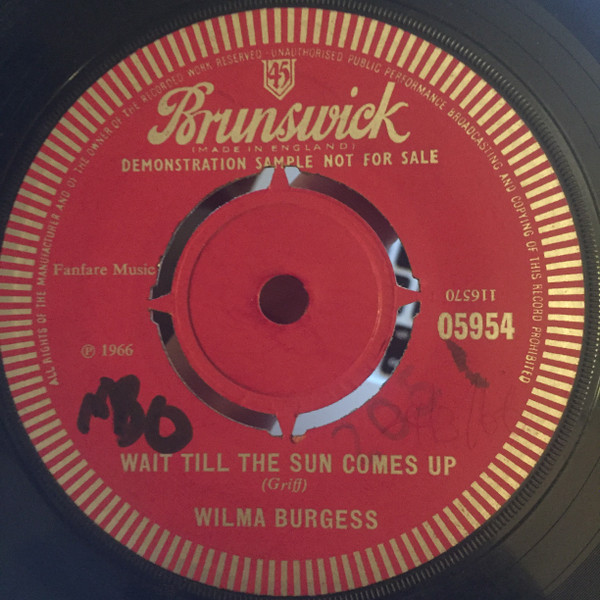 ALL RIGHTS OF THE MANUFACTURER AND OF THE OWNER OF THE RECORDED WORK RESERVED · UNAUTHORISED PUBLIC PERFORMANCE BROADCASTING AND COPYING OF THIS RECORD PROHIBITED
45
Brunswick
(MADE IN ENGLAND)
DEMONSTRATION SAMPLE NOT FOR SALE
Fanfare Music
116570
05954
℗ 1966
WAIT TILL THE SUN COMES UP
(Griff)
WILMA BURGESS